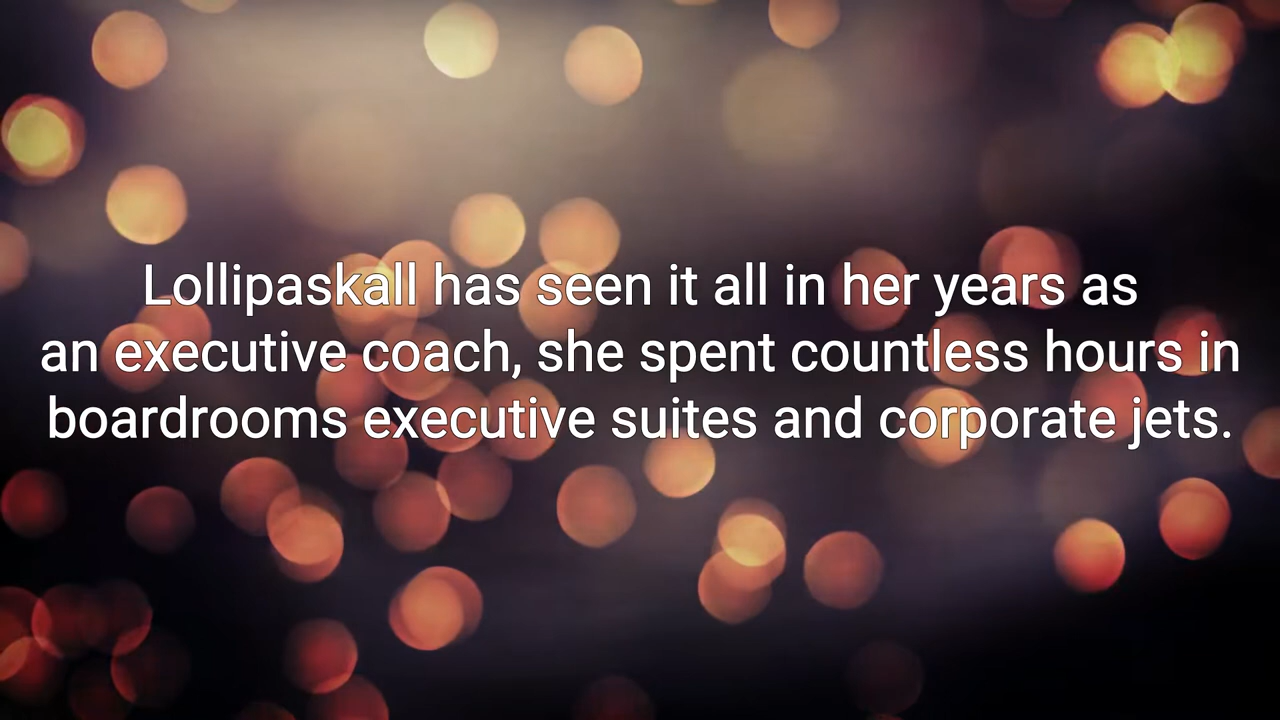 Lollipaskall has seen it all in her years as
an executive coach, she spent countless hours in
boardrooms executive suites and corporate jets.